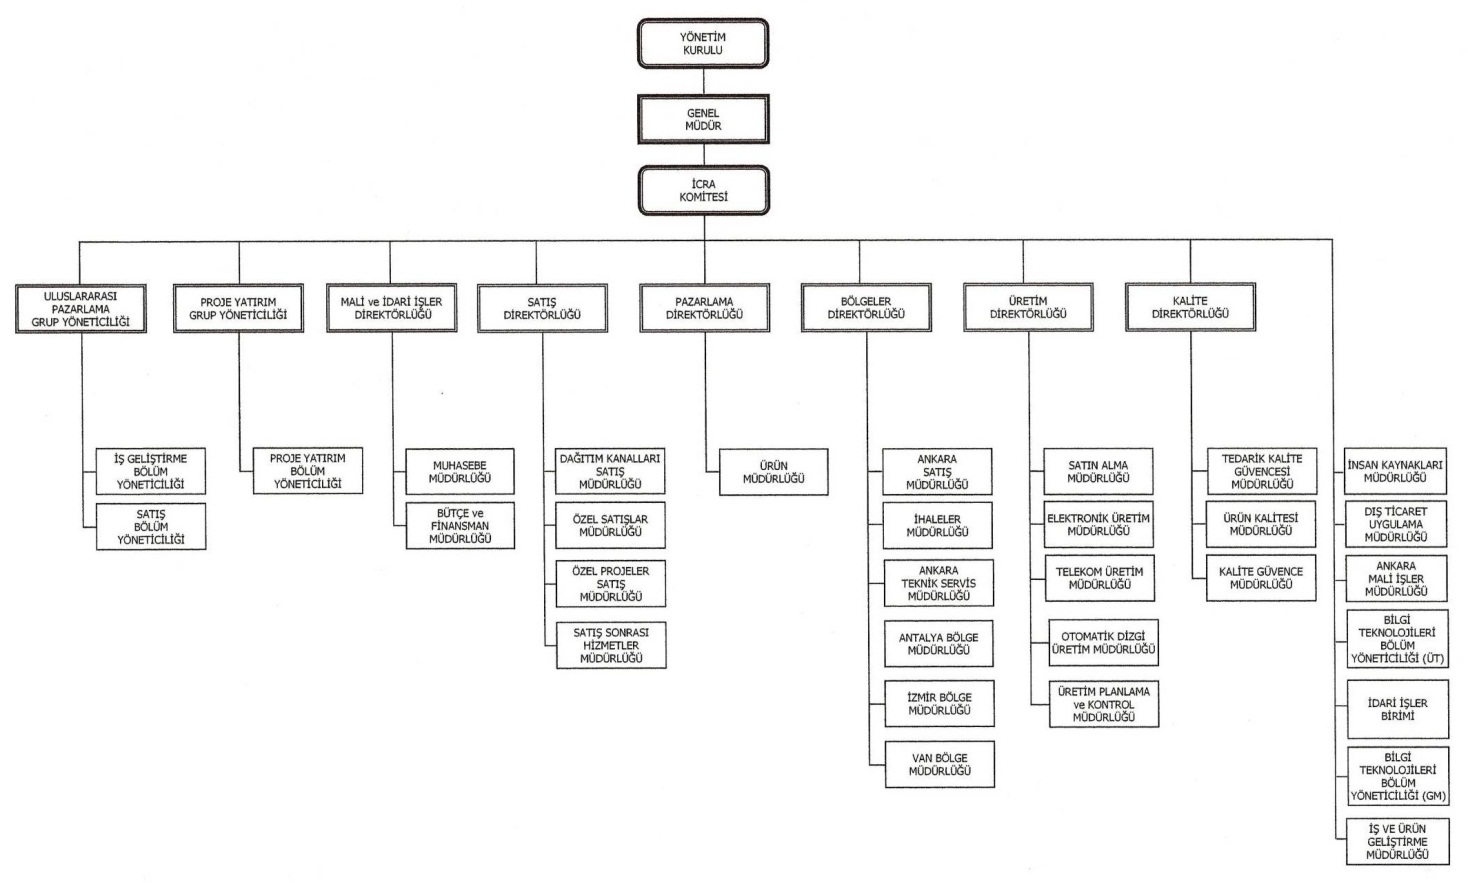 YÖNETİM
KURULU
GENEL
MÜDÜR
İCRA
KOMİTESİ
ULUSLARARASI
PAZARLAMA
GRUP YÖNETİCİLİĞİ
PROJE YATIRIM
GRUP YÖNETİCİLİĞİ
MALİ ve İDARİ İŞLER
DİREKTÖRLÜĞÜ
SATIŞ
DİREKTÖRLÜĞÜ
PAZARLAMA
DİREKTÖRLÜĞÜ
BÖLGELER
DİREKTÖRLÜĞÜ
ÜRETİM
DİREKTÖRLÜĞÜ
KALİTE
DİREKTÖRLÜĞÜ
İŞ GELİŞTİRME
BÖLÜM
YÖNETİCİLİĞİ
SATIŞ
BÖLÜM
YÖNETİCİLİĞİ
PROJE YATIRIM
BÖLÜM
YÖNETİCİLİĞİ
MUHASEBE
MÜDÜRLÜĞÜ
BÜTÇE ve
FİNANSMAN
MÜDÜRLÜĞÜ
DAĞITIM KANALLARI
SATIŞ
MÜDÜRLÜĞÜ
ÖZEL SATIŞLAR
MÜDÜRLÜĞÜ
ÖZEL PROJELER
SATIŞ
MÜDÜRLÜĞÜ
SATIŞ SONRASI
HİZMETLER
MÜDÜRLÜĞÜ
ÜRÜN
MÜDÜRLÜĞÜ
ANKARA
SATIŞ
MÜDÜRLÜĞÜ
İHALELER
MÜDÜRLÜĞÜ
ANKARA
TEKNİK SERVİS
MÜDÜRLÜĞÜ
ANTALYA BÖLGE
MÜDÜRLÜĞÜ
İZMİR BÖLGE
MÜDÜRLÜĞÜ
VAN BÖLGE
MÜDÜRLÜĞÜ
SATIN ALMA
MÜDÜRLÜĞÜ
ELEKTRONİK ÜRETİM
MÜDÜRLÜĞÜ
TELEKOM ÜRETİM
MÜDÜRLÜĞÜ
OTOMATİK DİZGİ
ÜRETİM MÜDÜRLÜĞÜ
ÜRETİM PLANLAMA
ve KONTROL
MÜDÜRLÜĞÜ
TEDARİK KALİTE
GÜVENCESİ
MÜDÜRLÜĞÜ
ÜRÜN KALİTESİ
MÜDÜRLÜĞÜ
KALİTE GÜVENCE
MÜDÜRLÜĞÜ
İNSAN KAYNAKLARI
MÜDÜRLÜĞÜ
DIŞ TİCARET
UYGULAMA
MÜDÜRLÜĞÜ
ANKARA
MALİ İŞLER
MÜDÜRLÜĞÜ
BİLGİ
TEKNOLOJİLERİ
BÖLÜM
YÖNETİCİLİĞİ (ÜT)
İDARİ İŞLER
BİRİMİ
BİLGİ
TEKNOLOJİLERİ
BÖLÜM
YÖNETİCİLİĞİ (GM)
İŞ VE ÜRÜN
GELİŞTİRME
MÜDÜRLÜĞÜ